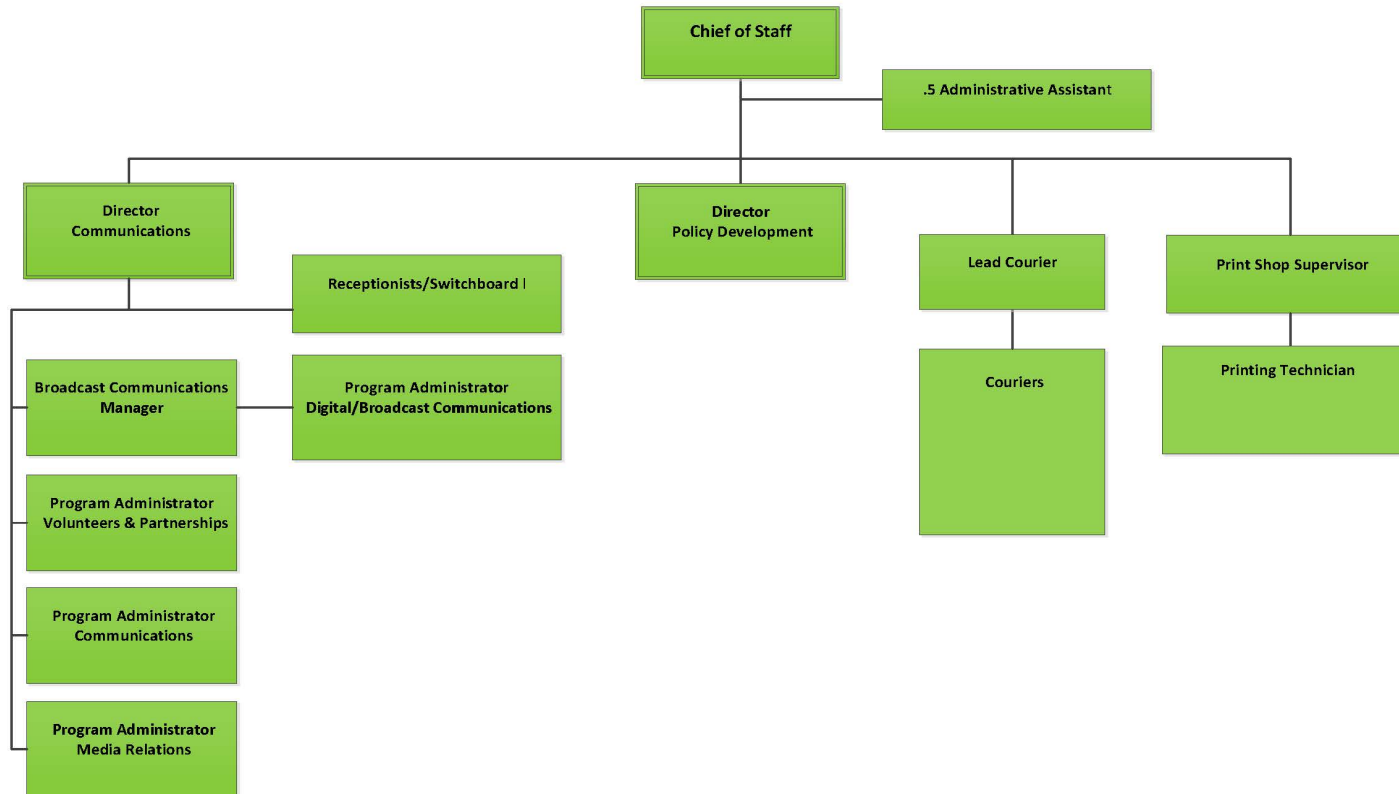 Chief of Staff
.5 Administrative Assistant
Director
Communications
Director
Policy Development
Lead Courier
Print Shop Supervisor
Receptionists/Switchboard |
Broadcast Communications
Manager
Program Administrator
Digital/Broadcast Communications
Couriers
Printing Technician
Program Administrator
Volunteers & Partnerships
Program Administrator
Communications
Program Administrator
Media Relations